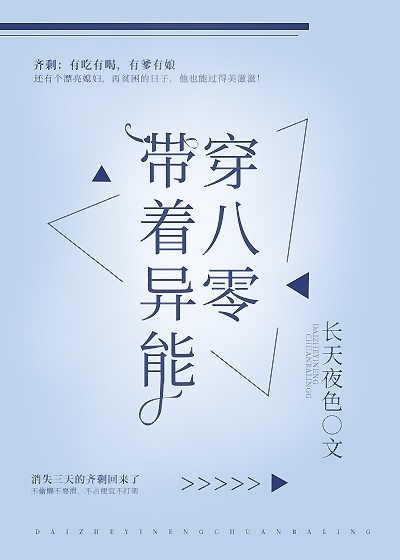 齐剩：有吃有喝，有爹有娘
还有个漂亮媳妇，再贫困的日子，他也能过得美滋滋！
带着异能
穿八零
长天夜色〇文
DAIZHEYINENG
CHUANBALINGG
消失三天的齐剩回来了
不偷懒不耍滑，不占便宜不打架
>>>>>
DAIZHEYINENGCHUANBALING